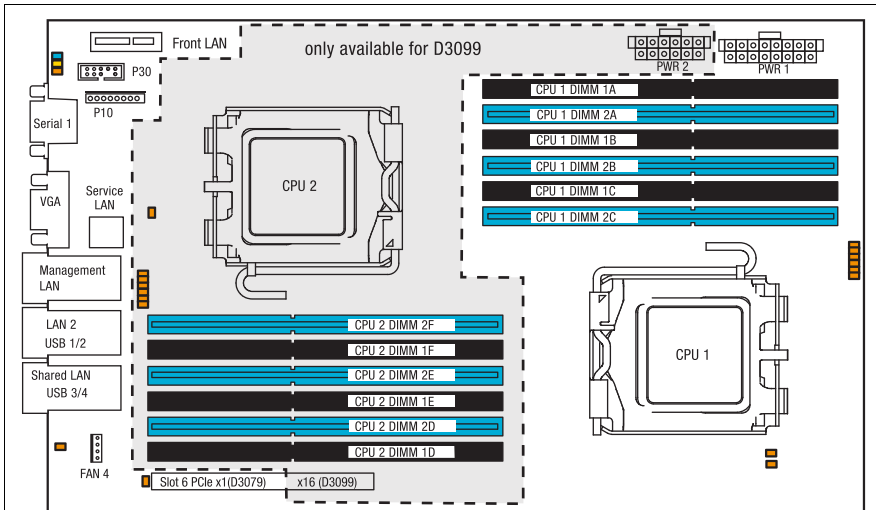 Front LAN
only available for D3099
PWR 2
PWR 1
P30
P10
Serial 1
CPU 1 DIMM 1A
CPU 1 DIMM 2A
CPU 1 DIMM 1B
CPU 1 DIMM 2B
CPU 1 DIMM 1C
CPU 1 DIMM 2C
CPU 2
VGA
Service
LAN
Management
LAN
LAN 2
USB 1/2
Shared LAN
USB 3/4
CPU 2 DIMM 2F
CPU 2 DIMM 1F
CPU 2 DIMM 2E
CPU 2 DIMM 1E
CPU 2 DIMM 2D
CPU 2 DIMM 1D
CPU 1
FAN 4
Slot 6 PCIe x1(D3079) x16 (D3099)